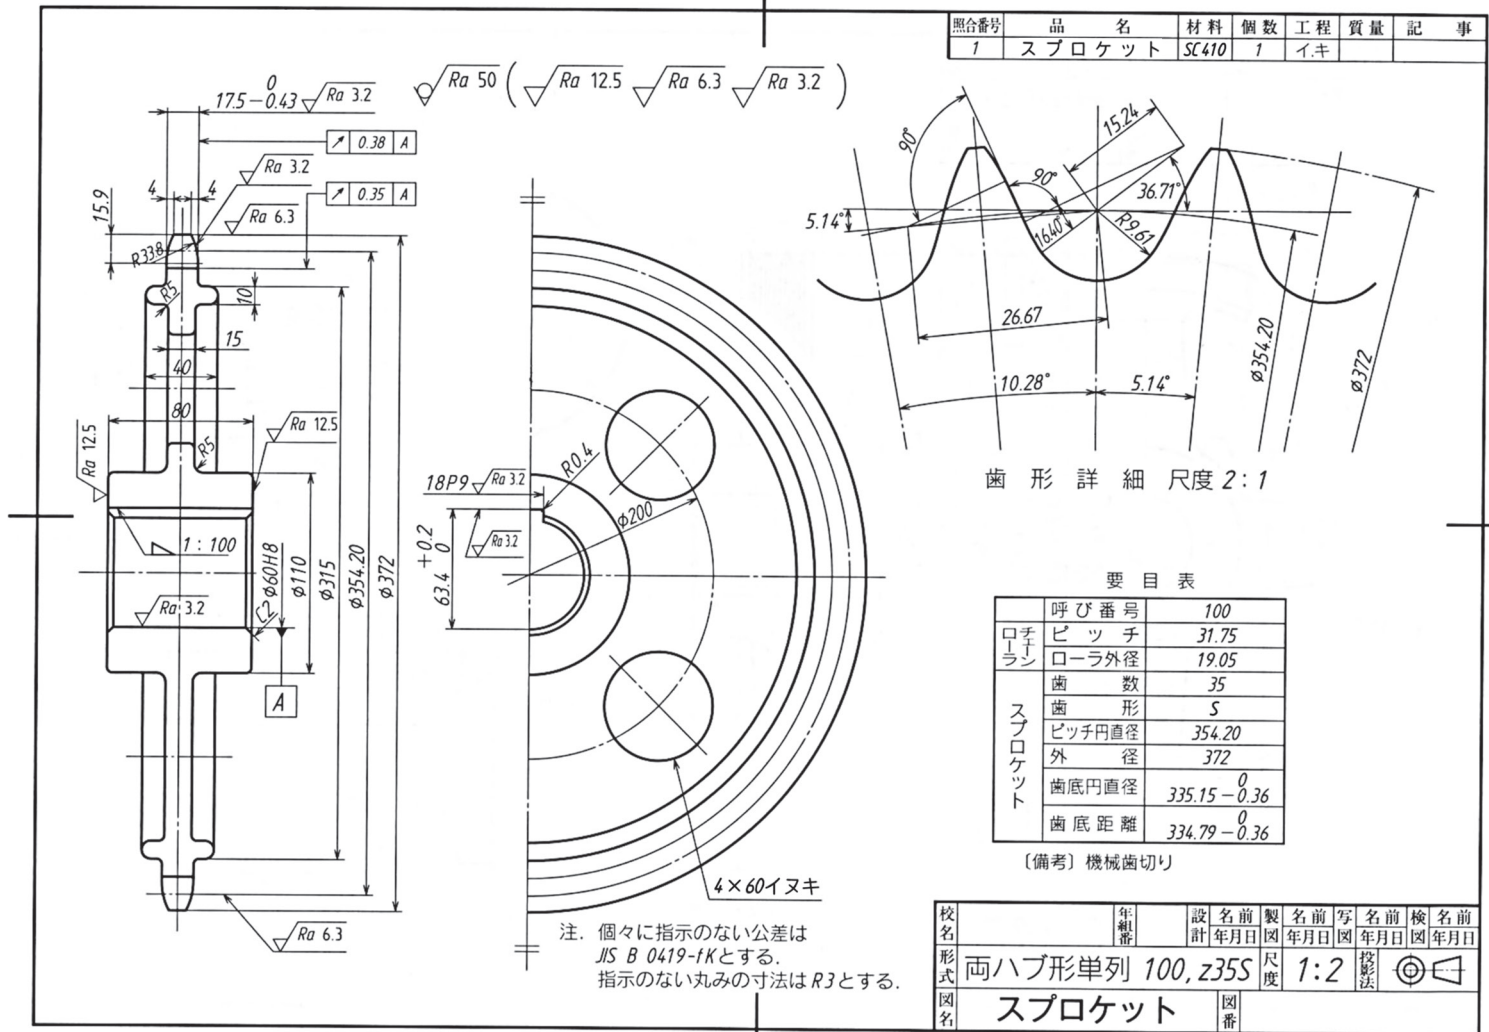 照合番号 品名 材料 個数 工程 質量 記事
1 スプロケット SC410 1 イ.キ
Ra 50 ( Ra 12.5 Ra 6.3 Ra 3.2 )
17.5 0 −0.43 Ra 3.2
↗ 0.38 A
Ra 3.2
↗ 0.35 A
4 4
15.9
Ra 6.3
R33.8
R5
10
15
40
80
Ra 12.5
Ra 12.5
R5
1:100
Ra 3.2
C2
φ60H8
φ110
φ315
φ354.20
φ372
A
Ra 6.3
18P9 Ra 3.2
R0.4
Ra 3.2
63.4 +0.2 0
φ200
4×60イヌキ
90°
15.24
90°
36.71°
5.14°
16.40°
R9.61
26.67
10.28°
5.14°
φ354.20
φ372
歯形詳細 尺度 2:1
要目表
ローラチェーン
呼び番号 100
ピッチ 31.75
ローラ外径 19.05
スプロケット
歯数 35
歯形 S
ピッチ円直径 354.20
外径 372
歯底円直径 335.15 0 −0.36
歯底距離 334.79 0 −0.36
〔備考〕機械歯切り
注. 個々に指示のない公差は
JIS B 0419-fKとする.
指示のない丸みの寸法はR3とする.
校名 年組番 設計 名前 年月日 製図 名前 年月日 写図 名前 年月日 検図 名前 年月日
形式 両ハブ形単列 100, z35S 尺度 1:2 投影法
図名 スプロケット 図番